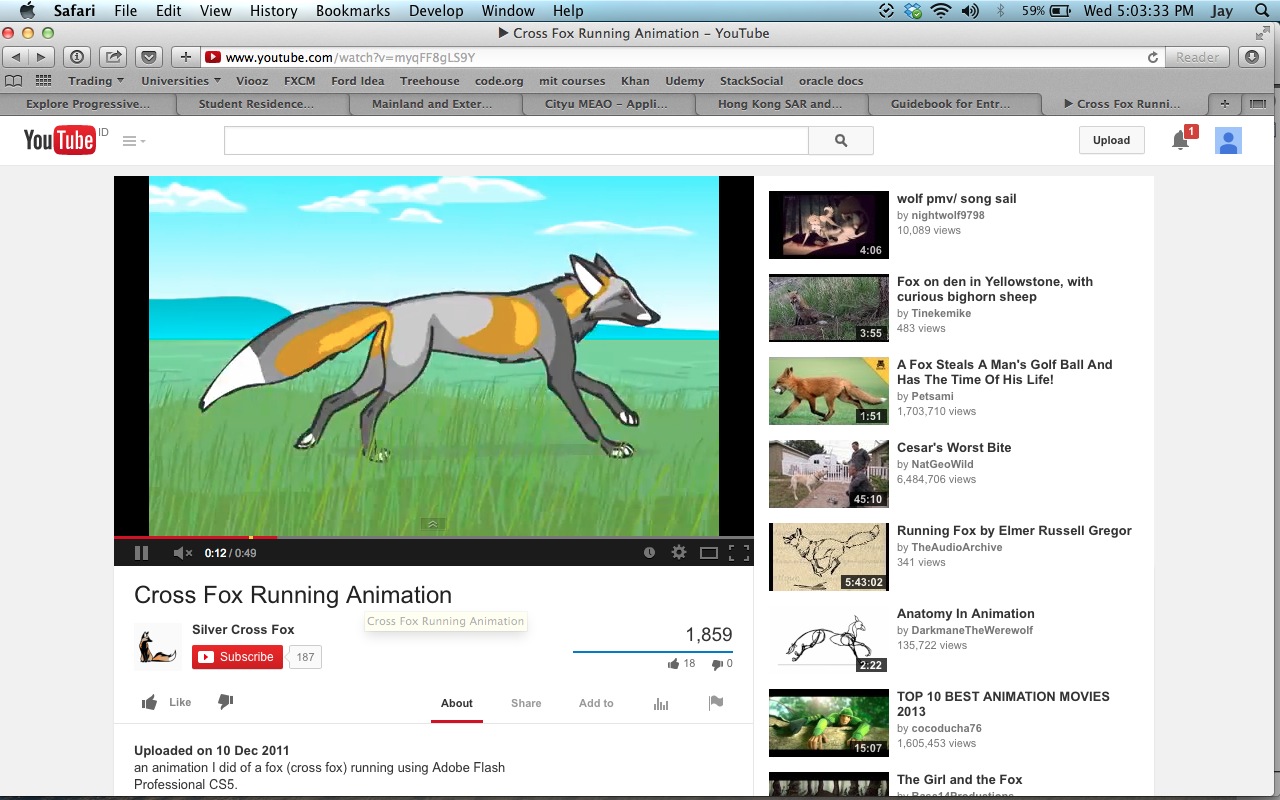 Safari File Edit View History Bookmarks Develop Window Help 59% Wed 5:03:33 PM Jay
▶ Cross Fox Running Animation – YouTube
www.youtube.com/watch?v=myqFF8gLS9Y Reader
Trading Universities Viooz FXCM Ford Idea Treehouse code.org mit courses Khan Udemy StackSocial oracle docs
Explore Progressive... Student Residence... Mainland and Exter... Cityu MEAO – Appli... Hong Kong SAR and... Guidebook for Entr... ▶ Cross Fox Runni...
YouTube ID Upload 1
0:12 / 0:49
Cross Fox Running Animation
Cross Fox Running Animation
Silver Cross Fox
Subscribe 187
1,859
18 0
Like About Share Add to
Uploaded on 10 Dec 2011
an animation I did of a fox (cross fox) running using Adobe Flash
Professional CS5.
wolf pmv/ song sail
by nightwolf9798
10,089 views
4:06
Fox on den in Yellowstone, with
curious bighorn sheep
by Tinekemike
483 views
3:55
A Fox Steals A Man's Golf Ball And
Has The Time Of His Life!
by Petsami
1,703,710 views
1:51
Cesar's Worst Bite
by NatGeoWild
6,484,706 views
45:10
Running Fox by Elmer Russell Gregor
by TheAudioArchive
341 views
5:43:02
Anatomy In Animation
by DarkmaneTheWerewolf
135,722 views
2:22
TOP 10 BEST ANIMATION MOVIES
2013
by cocoducha76
1,605,453 views
15:07
The Girl and the Fox
by Base14Productions